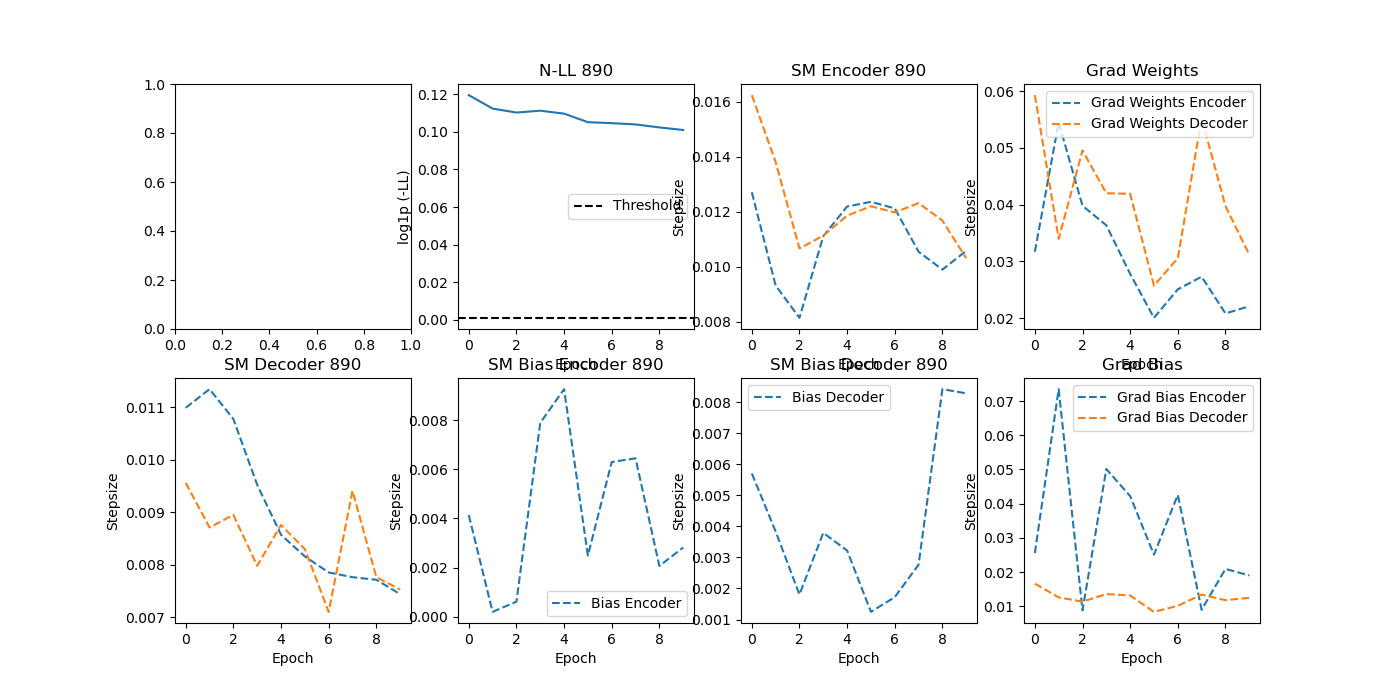 N-LL 890
SM Encoder 890
Grad Weights
1.0
0.8
0.6
0.4
0.2
0.0
0.0 0.2 0.4 0.6 0.8 1.0
log1p (-LL)
0.12
0.10
0.08
0.06
0.04
0.02
0.00
Threshold
0 2 4 6 8
Epoch
Stepsize
0.016
0.014
0.012
0.010
0.008
0 2 4 6 8
Epoch
Stepsize
0.06
0.05
0.04
0.03
0.02
Grad Weights Encoder
Grad Weights Decoder
0 2 4 6 8
Epoch
SM Decoder 890
SM Bias Encoder 890
SM Bias Decoder 890
Grad Bias
Stepsize
0.011
0.010
0.009
0.008
0.007
0 2 4 6 8
Epoch
Stepsize
0.008
0.006
0.004
0.002
0.000
Bias Encoder
0 2 4 6 8
Epoch
Stepsize
0.008
0.007
0.006
0.005
0.004
0.003
0.002
0.001
Bias Decoder
0 2 4 6 8
Epoch
Stepsize
0.07
0.06
0.05
0.04
0.03
0.02
0.01
Grad Bias Encoder
Grad Bias Decoder
0 2 4 6 8
Epoch